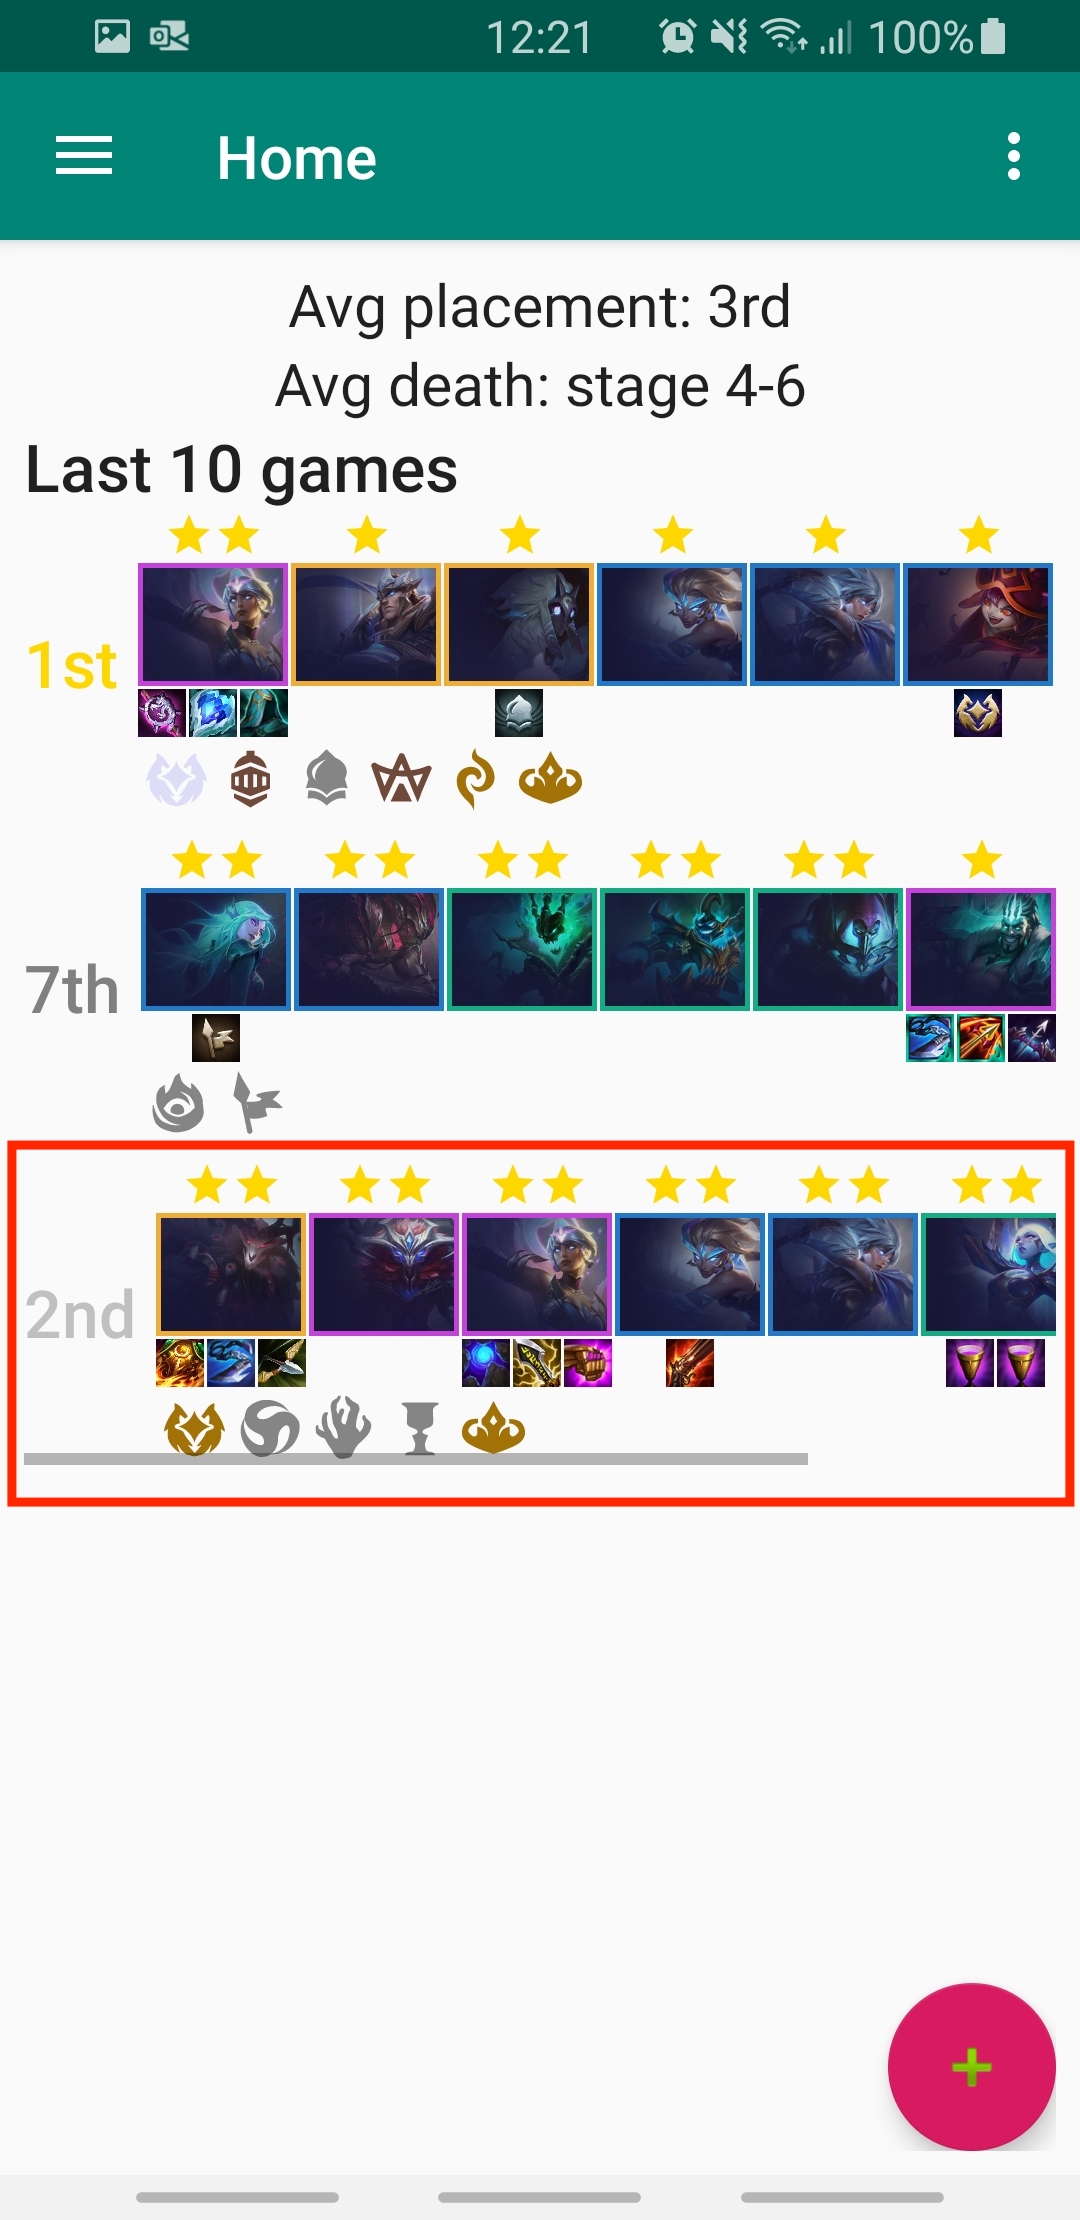 12:21 100%
Home
Avg placement: 3rd
Avg death: stage 4-6
Last 10 games
1st
7th
2nd